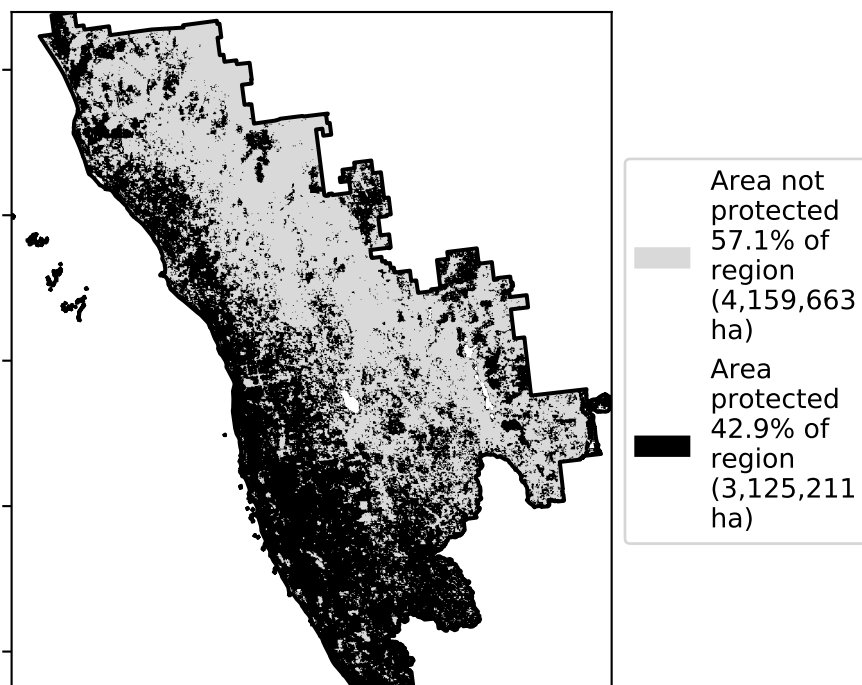 Area not
protected
57.1% of
region
(4,159,663
ha)
Area
protected
42.9% of
region
(3,125,211
ha)